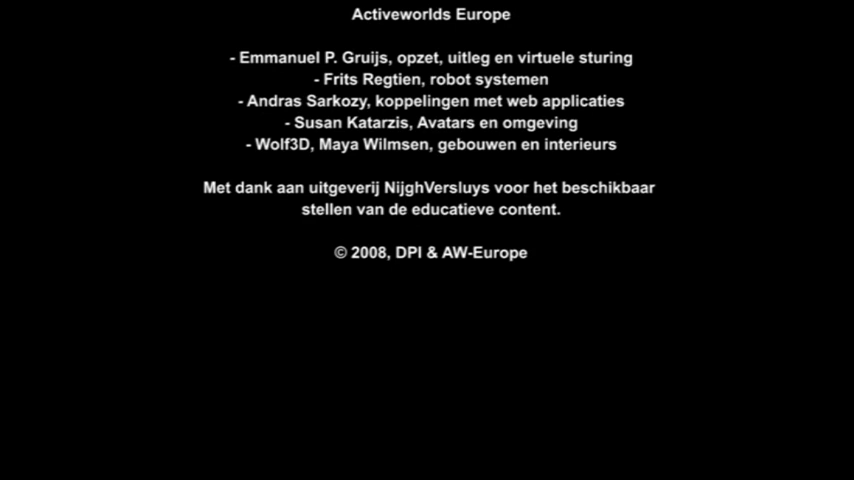 Activeworlds Europe
- Emmanuel P. Gruijs, opzet, uitleg en virtuele sturing
- Frits Regtien, robot systemen
- Andras Sarkozy, koppelingen met web applicaties
- Susan Katarzis, Avatars en omgeving
- Wolf3D, Maya Wilmsen, gebouwen en interieurs
Met dank aan uitgeverij NijghVersluys voor het beschikbaar
stellen van de educatieve content.
© 2008, DPI & AW-Europe